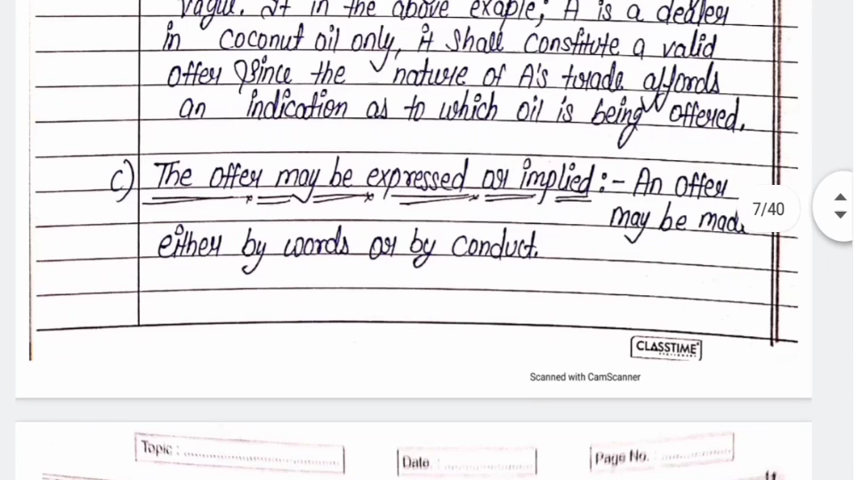 vague. If in the above exaple; A is a dealer
in coconut oil only, it shall constitute a valid
offer since the nature of A's trade affords
an indication as to which oil is being offered.
c) The offer may be expressed or implied:- An offer
may be made
either by words or by conduct.
7/40
CLASSTIME
Scanned with CamScanner
Topic :
Date
Page No.